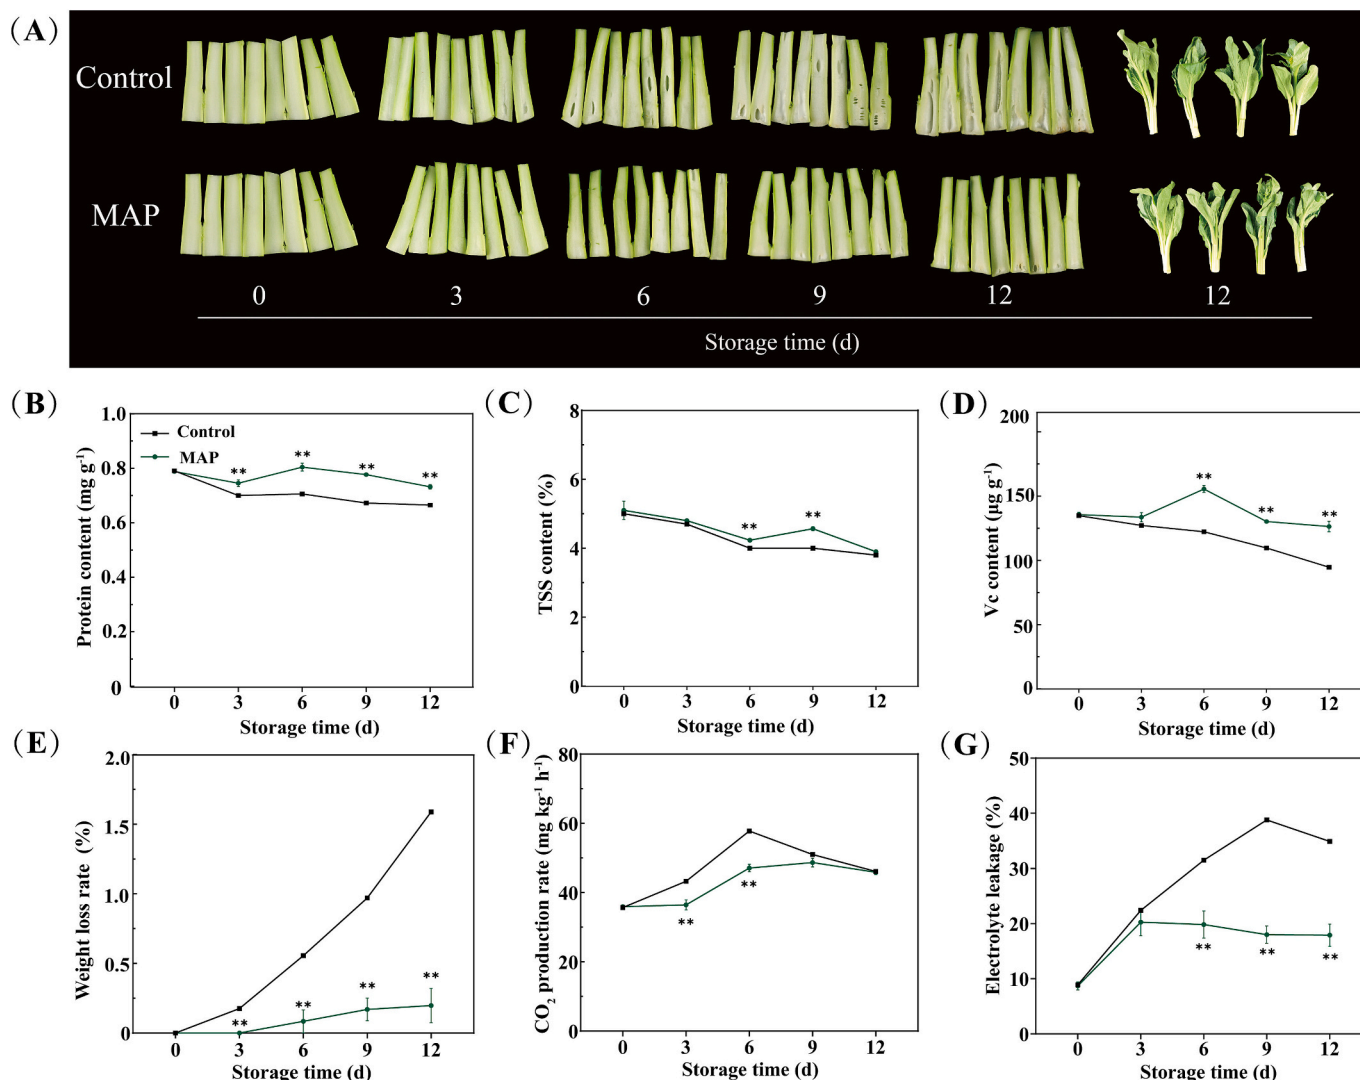 (A)
Control
MAP
0 3 6 9 12 12
Storage time (d)
(B)
1.0
0.8
0.6
0.4
0.2
0
Protein content (mg g⁻¹)
Control
MAP
** ** ** **
0 3 6 9 12
Storage time (d)
(C)
8
6
4
2
0
TSS content (%)
** **
0 3 6 9 12
Storage time (d)
(D)
200
150
100
50
0
Vc content (μg g⁻¹)
** ** **
0 3 6 9 12
Storage time (d)
(E)
2.0
1.5
1.0
0.5
0
Weight loss rate (%)
** ** ** **
0 3 6 9 12
Storage time (d)
(F)
80
60
40
20
0
CO₂ production rate (mg kg⁻¹ h⁻¹)
** **
0 3 6 9 12
Storage time (d)
(G)
50
40
30
20
10
0
Electrolyte leakage (%)
** ** **
0 3 6 9 12
Storage time (d)